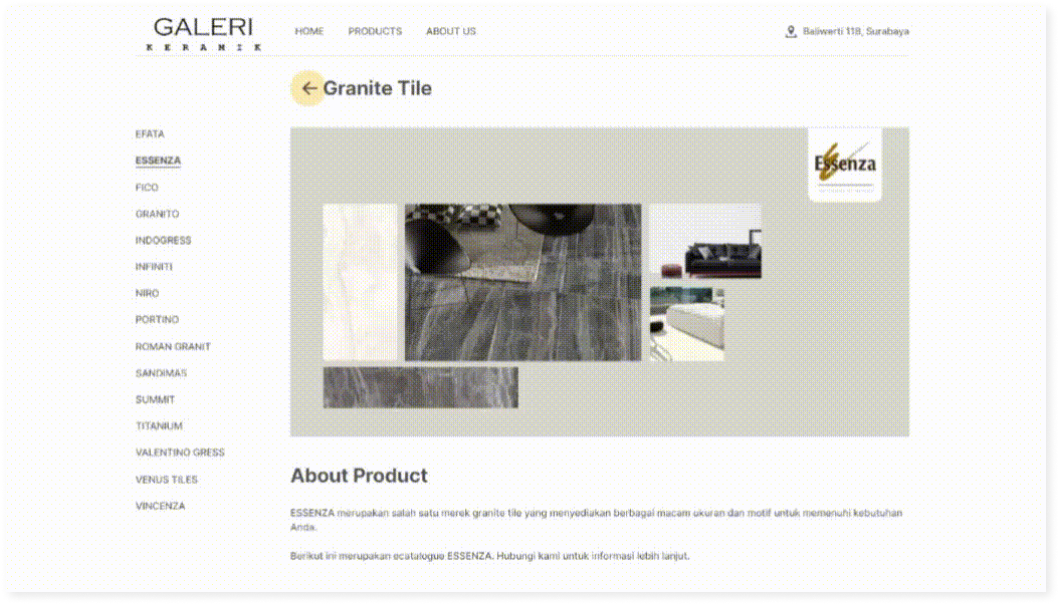 GALERI
KERANIK
HOME PRODUCTS ABOUT US
Baliwerti 118, Surabaya
Granite Tile
EFATA
ESSENZA
FICO
GRANITO
INDOGRESS
INFINITI
NIRO
PORTINO
ROMAN GRANIT
SANDIMAS
SUMMIT
TITANIUM
VALENTINO GRESS
VENUS TILES
VINCENZA
Essenza
About Product
ESSENZA merupakan salah satu merek granite tile yang menyediakan berbagai macam ukuran dan motif untuk memenuhi kebutuhan
Anda.
Berikut ini merupakan ecatalogue ESSENZA. Hubungi kami untuk informasi lebih lanjut.